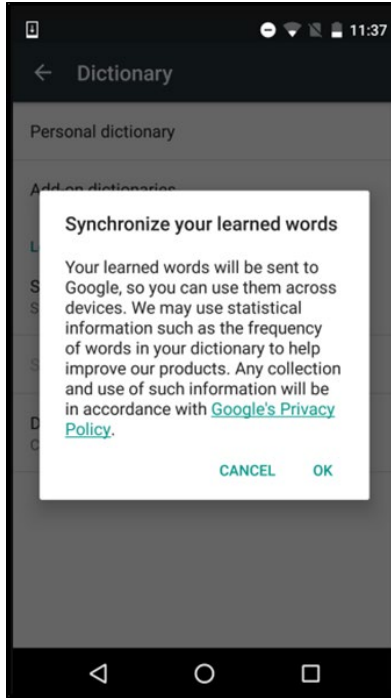 11:37
Dictionary
Personal dictionary
Add-on dictionaries
L
Synchronize your learned words
Your learned words will be sent to
Google, so you can use them across
devices. We may use statistical
information such as the frequency
of words in your dictionary to help
improve our products. Any collection
and use of such information will be
in accordance with Google's Privacy
Policy.
S
S
S
D
C
CANCEL OK